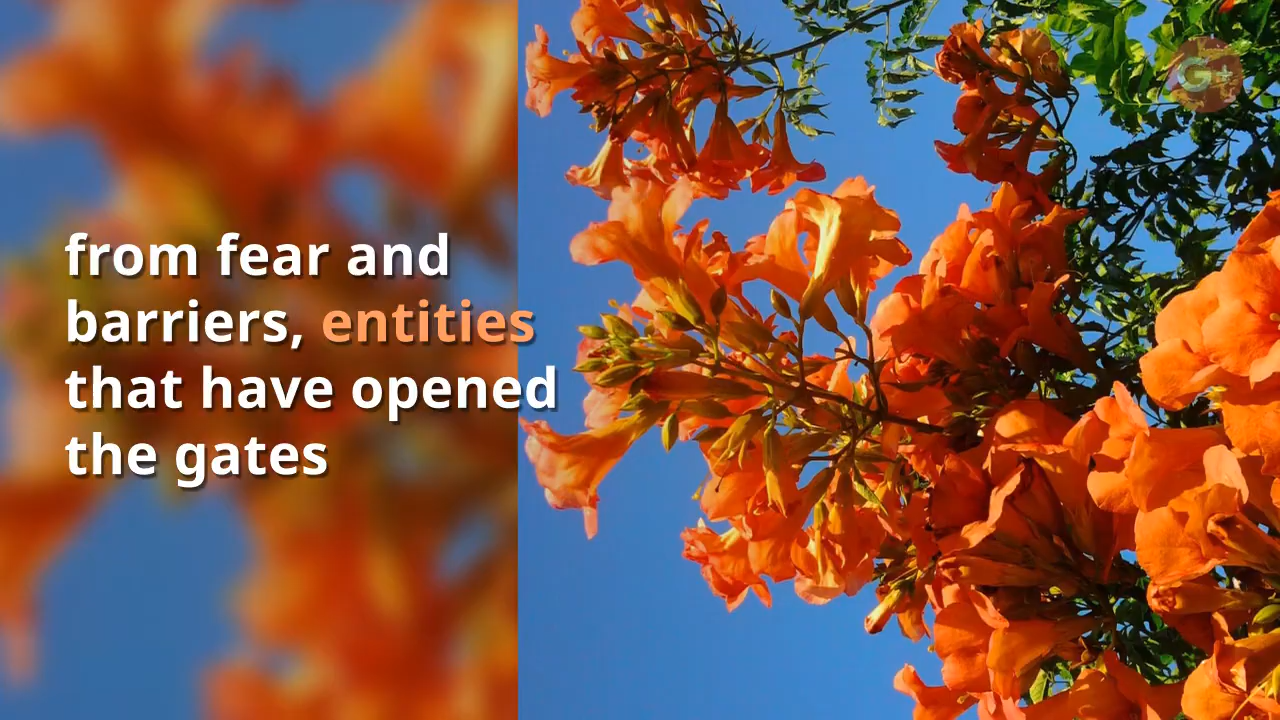 from fear and
barriers, entities
that have opened
the gates
G+